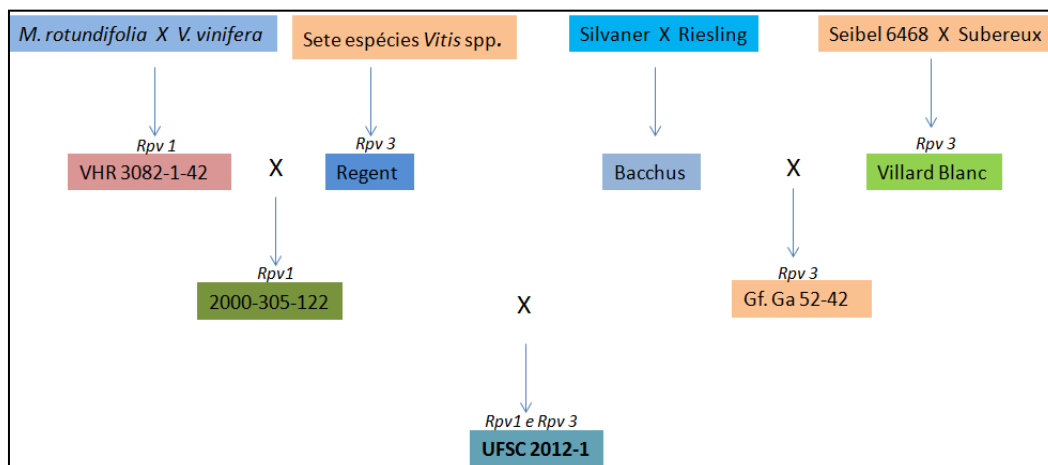 M. rotundifolia X V. vinifera
Sete espécies Vitis spp.
Silvaner X Riesling
Seibel 6468 X Subereux
Rpv 1
Rpv 3
Rpv 3
VHR 3082-1-42
X
Regent
Bacchus
X
Villard Blanc
Rpv1
Rpv 3
2000-305-122
X
Gf. Ga 52-42
Rpv1 e Rpv 3
UFSC 2012-1